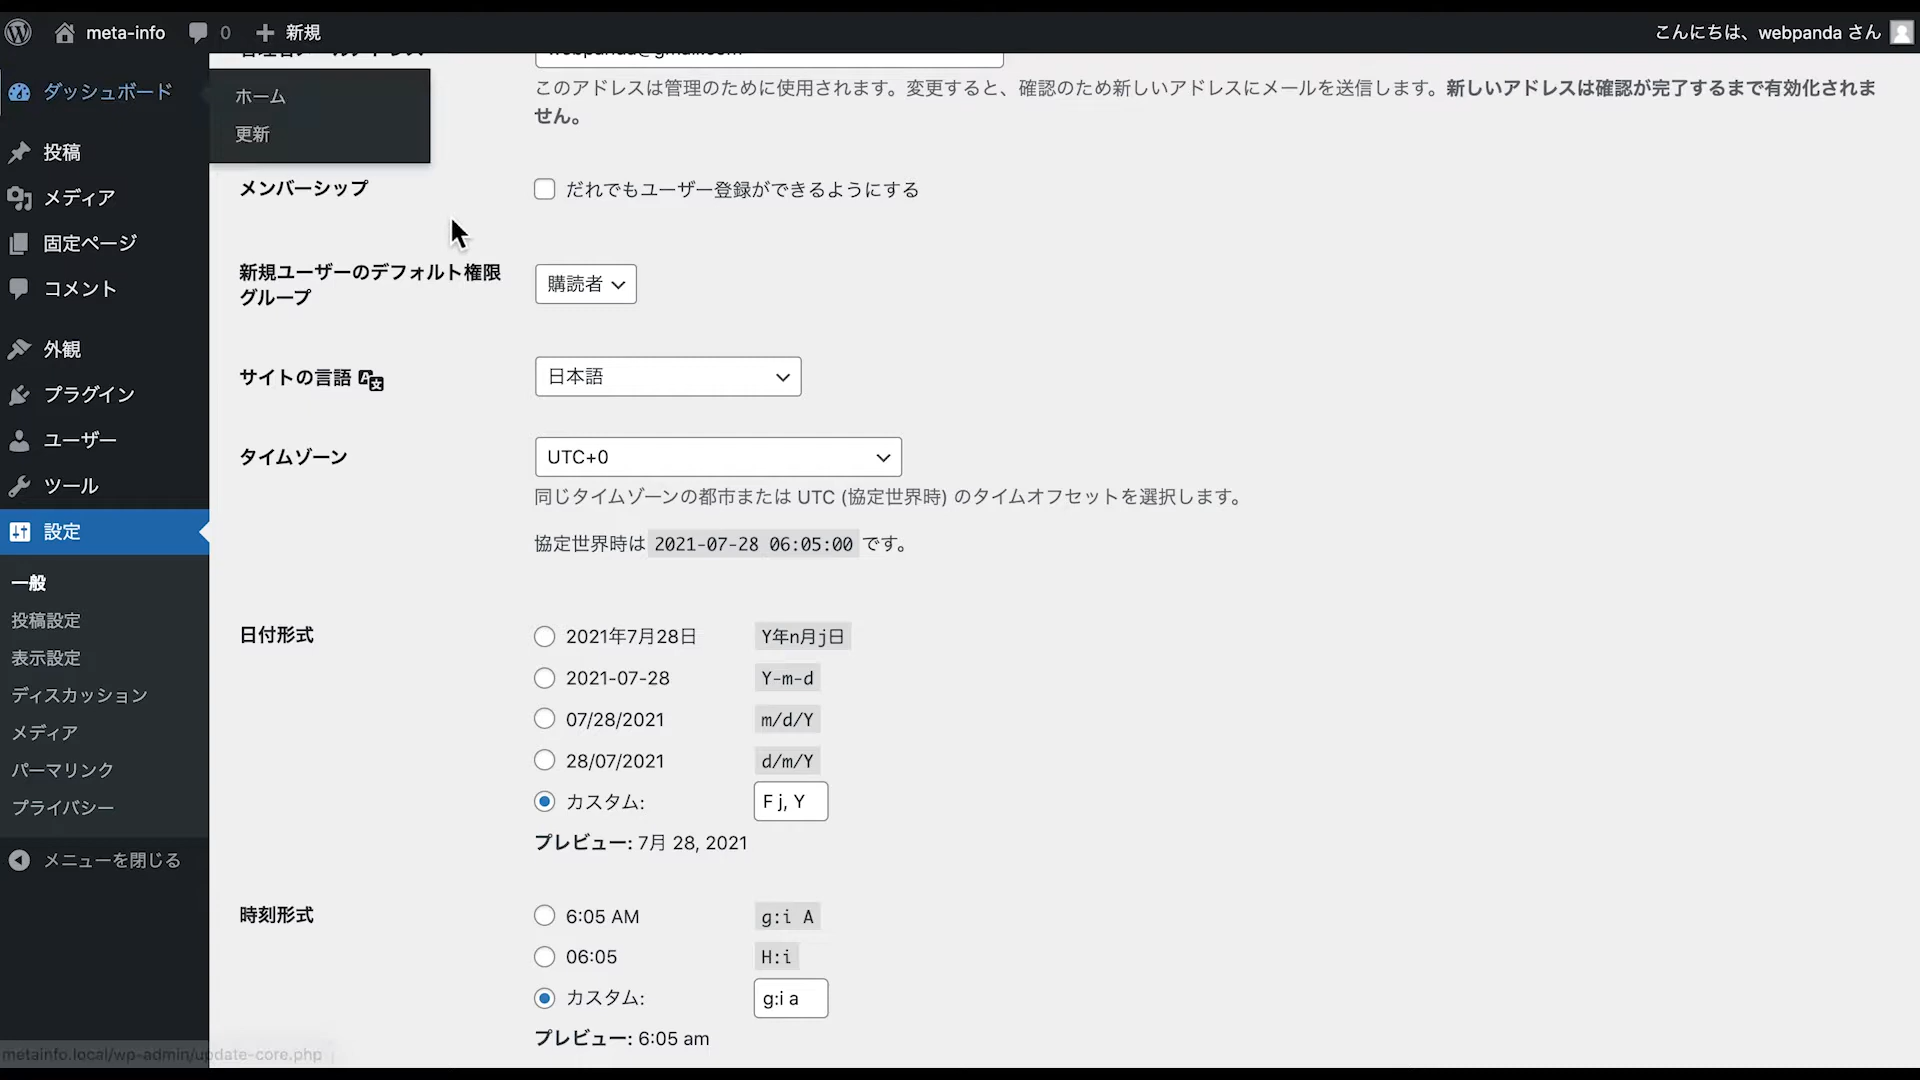 meta-info
0
新規
こんにちは、webpanda さん
ダッシュボード
ホーム
更新
投稿
メディア
固定ページ
コメント
外観
プラグイン
ユーザー
ツール
設定
一般
投稿設定
表示設定
ディスカッション
メディア
パーマリンク
プライバシー
メニューを閉じる
metainfo.local/wp-admin/update-core.php
このアドレスは管理のために使用されます。変更すると、確認のため新しいアドレスにメールを送信します。新しいアドレスは確認が完了するまで有効化されま
せん。
メンバーシップ
だれでもユーザー登録ができるようにする
新規ユーザーのデフォルト権限
グループ
購読者
サイトの言語
日本語
タイムゾーン
UTC+0
同じタイムゾーンの都市または UTC (協定世界時) のタイムオフセットを選択します。
協定世界時は 2021-07-28 06:05:00 です。
日付形式
2021年7月28日 Y年n月j日
2021-07-28 Y-m-d
07/28/2021 m/d/Y
28/07/2021 d/m/Y
カスタム: F j, Y
プレビュー: 7月 28, 2021
時刻形式
6:05 AM g:i A
06:05 H:i
カスタム: g:i a
プレビュー: 6:05 am